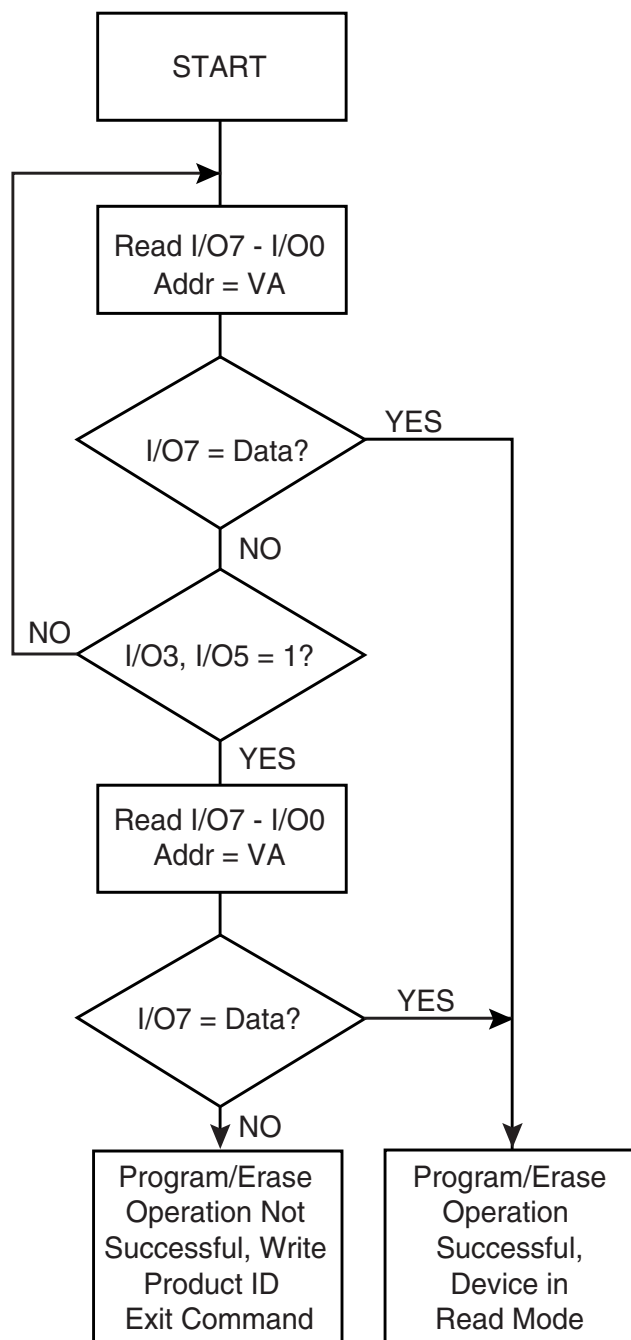 START
Read I/O7 - I/O0
Addr = VA
I/O7 = Data?
YES
NO
NO
I/O3, I/O5 = 1?
YES
Read I/O7 - I/O0
Addr = VA
I/O7 = Data?
YES
NO
Program/Erase
Operation Not
Successful, Write
Product ID
Exit Command
Program/Erase
Operation
Successful,
Device in
Read Mode